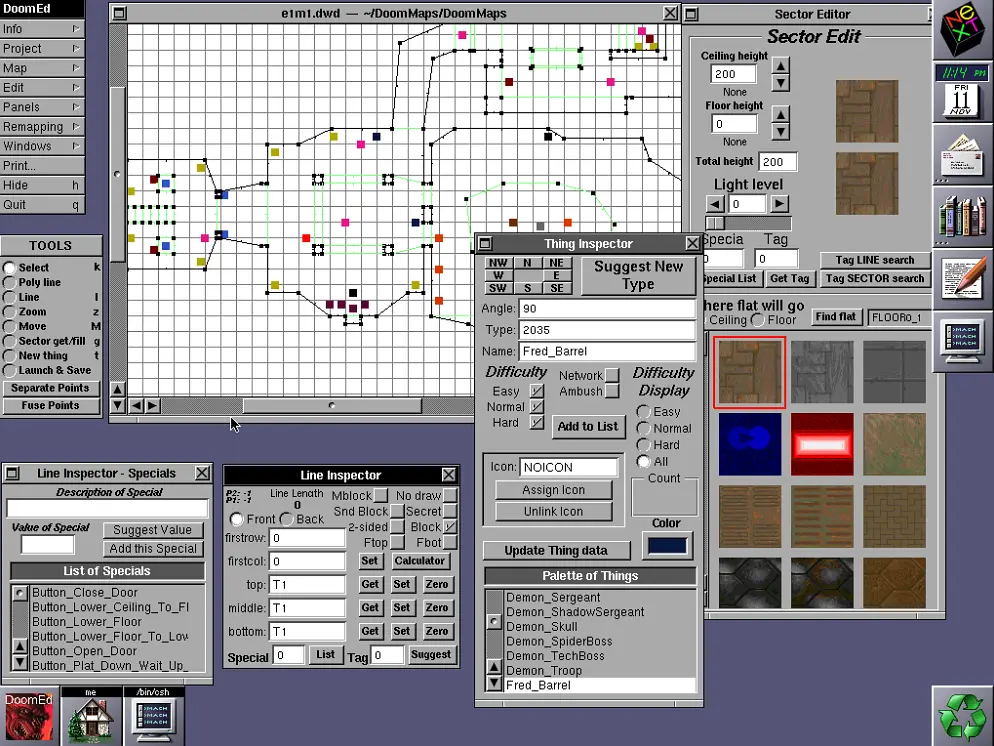 DoomEd
Info
Project
Map
Edit
Panels
Remapping
Windows
Print...
Hide h
Quit q
TOOLS
Select k
Poly line
Line l
Zoom z
Move M
Sector get/fill g
New thing t
Launch & Save
Separate Points
Fuse Points
e1m1.dwd — ~/DoomMaps/DoomMaps
Sector Editor
Sector Edit
Ceiling height
200
None
Floor height
0
None
Total height 200
Light level
0
Specia Tag
0 0
Tag LINE search
Special List Get Tag Tag SECTOR search
here flat will go
Ceiling Floor Find flat FLOOR0_1
Thing Inspector
NW N NE
W E
SW S SE
Suggest New
Type
Angle: 90
Type: 2035
Name: Fred_Barrel
Difficulty
Easy
Normal
Hard
Network
Ambush
Add to List
Difficulty
Display
Easy
Normal
Hard
All
Count
Icon: NOICON
Assign Icon
Unlink Icon
Color
Update Thing data
Palette of Things
Demon_Sergeant
Demon_ShadowSergeant
Demon_Skull
Demon_SpiderBoss
Demon_TechBoss
Demon_Troop
Fred_Barrel
Line Inspector - Specials
Description of Special
Value of Special
Suggest Value
Add this Special
List of Specials
Button_Close_Door
Button_Lower_Ceiling_To_Fl
Button_Lower_Floor
Button_Lower_Floor_To_Lov
Button_Open_Door
Button_Plat_Down_Wait_Up_
Line Inspector
P2: -1
P1: -1
Line Length
0
Front Back
Mblock No draw
Snd Block Secret
2-sided Block
Ftop Fbot
firstrow: 0
firstcol: 0 Set Calculator
top: T1 Get Set Zero
middle: T1 Get Set Zero
bottom: T1 Get Set Zero
Special 0 List Tag 0 Suggest
NeXT
11:14 PM
FRI
11
NOV
MACH
MACH
MACH
DoomEd
me
/bin/csh
MACH
MACH
MACH